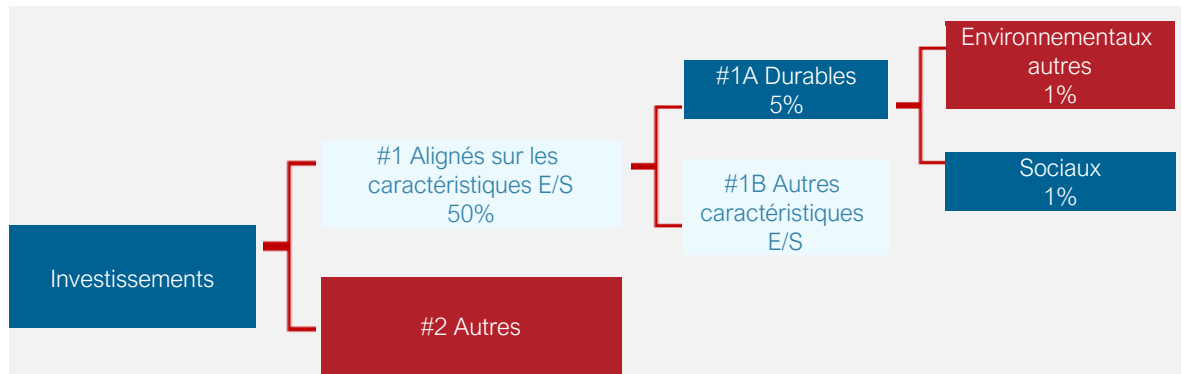 Investissements
#1 Alignés sur les
caractéristiques E/S
50%
#2 Autres
#1A Durables
5%
#1B Autres
caractéristiques
E/S
Environnementaux
autres
1%
Sociaux
1%